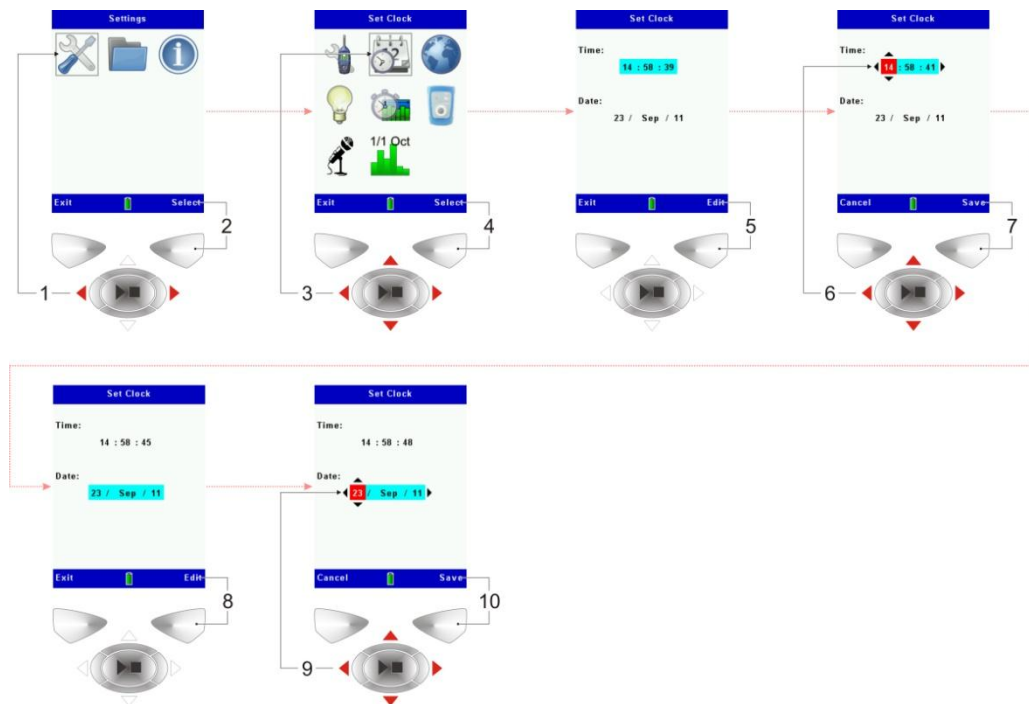 Settings
Exit Select
2
1
Set Clock
1/1 Oct
Exit Select
4
3
Set Clock
Time:
14 : 58 : 39
Date:
23 / Sep / 11
Exit Edit
5
Set Clock
Time:
14 : 58 : 41
Date:
23 / Sep / 11
Cancel Save
7
6
Set Clock
Time:
14 : 58 : 45
Date:
23 / Sep / 11
Exit Edit
8
Set Clock
Time:
14 : 58 : 48
Date:
23 / Sep / 11
Cancel Save
10
9